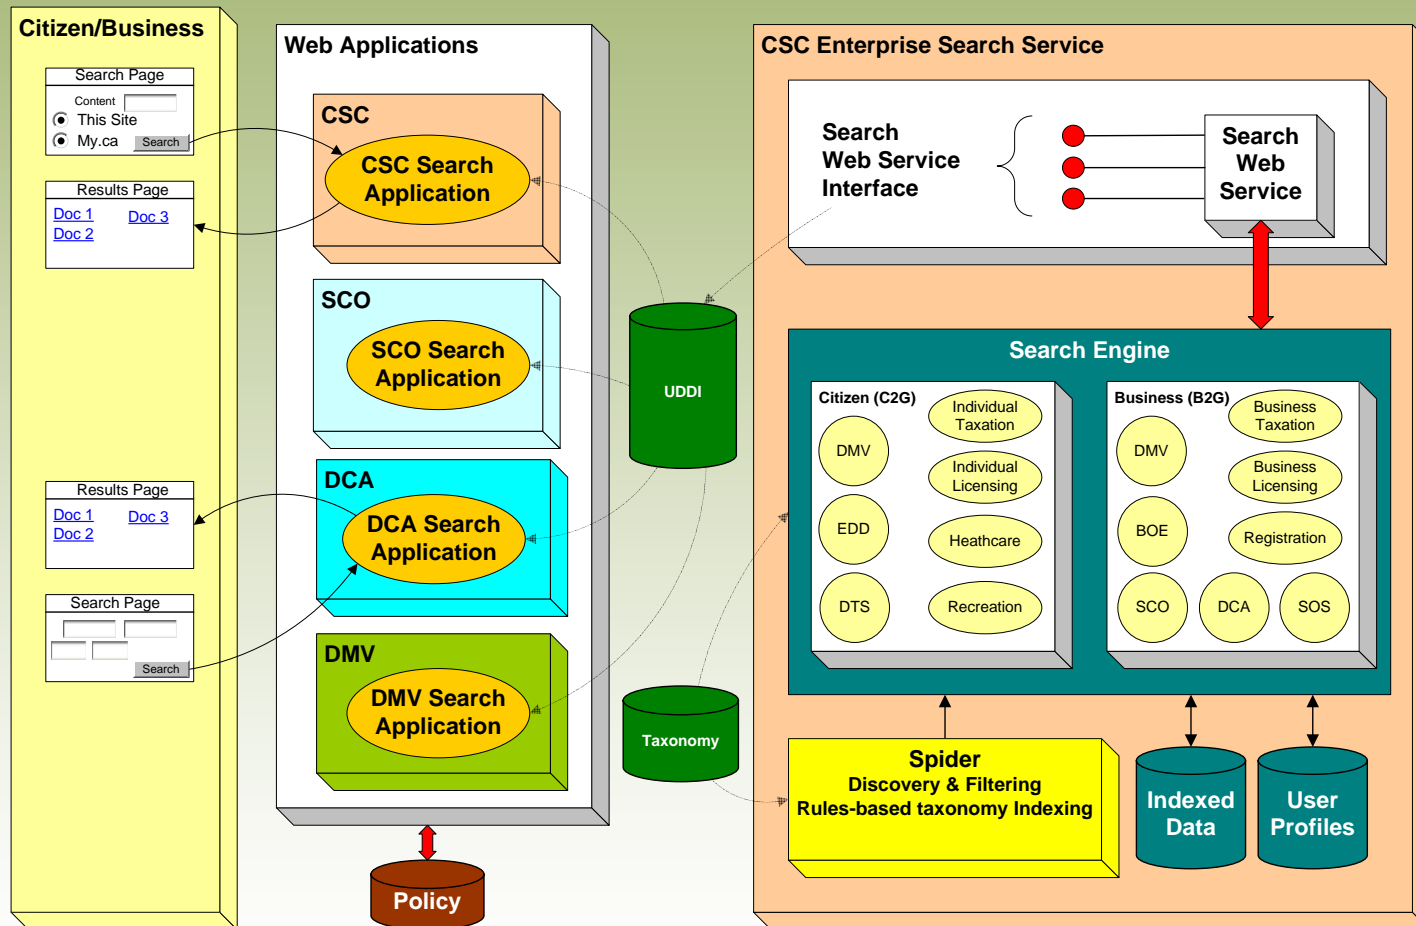 Citizen/Business
Search Page
Content
This Site
My.ca
Search
Results Page
Doc 1
Doc 3
Doc 2
Results Page
Doc 1
Doc 3
Doc 2
Search Page
Search
Web Applications
CSC
CSC Search
Application
SCO
SCO Search
Application
DCA
DCA Search
Application
DMV
DMV Search
Application
Policy
UDDI
Taxonomy
CSC Enterprise Search Service
Search
Web Service
Interface
Search
Web
Service
Search Engine
Citizen (C2G)
DMV
EDD
DTS
Individual
Taxation
Individual
Licensing
Heathcare
Recreation
Business (B2G)
DMV
BOE
SCO
DCA
SOS
Business
Taxation
Business
Licensing
Registration
Spider
Discovery & Filtering
Rules-based taxonomy Indexing
Indexed
Data
User
Profiles